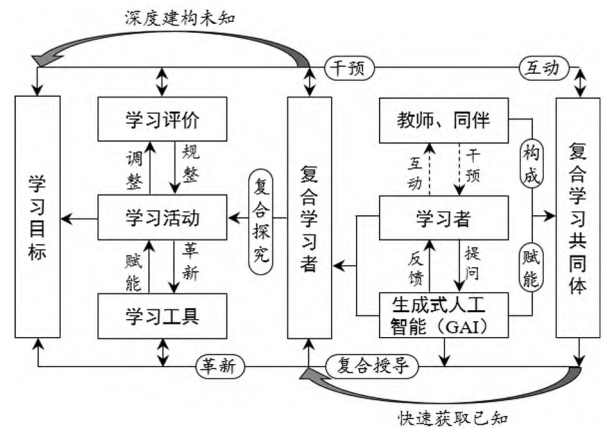 深度建构未知
干预
互动
学习评价
教师、同伴
调整
规整
互动
干预
构成
学习目标
学习活动
复合探究
复合学习者
学习者
复合学习共同体
赋能
革新
反馈
提问
赋能
学习工具
生成式人工
智能（GAI）
革新
复合授导
快速获取已知